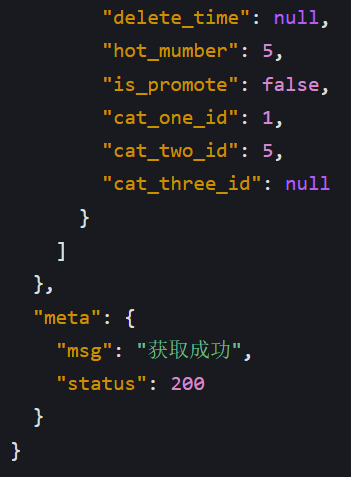 "delete_time": null,
"hot_mumber": 5,
"is_promote": false,
"cat_one_id": 1,
"cat_two_id": 5,
"cat_three_id": null
}
]
},
"meta": {
"msg": "获取成功",
"status": 200
}
}